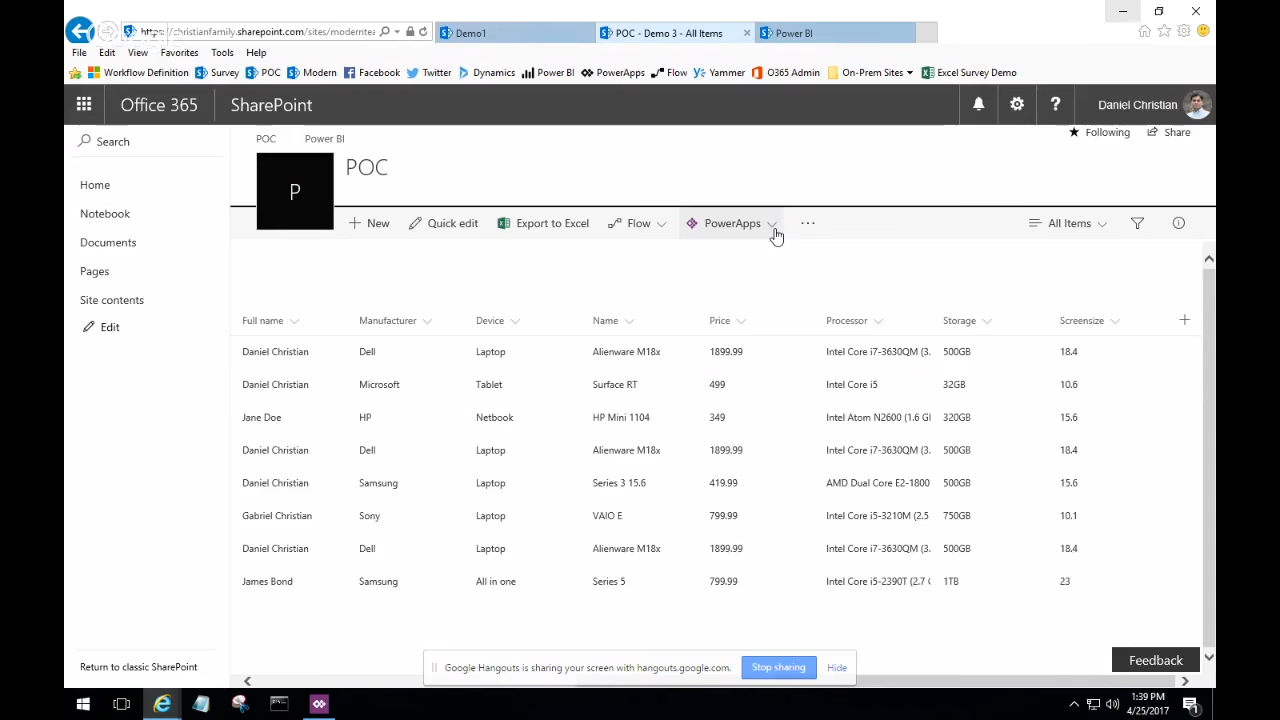 https://christianfamily.sharepoint.com/sites/moderntea
Demo1
POC - Demo 3 - All Items
Power BI
File Edit View Favorites Tools Help
Workflow Definition Survey POC Modern Facebook Twitter Dynamics Power BI PowerApps Flow Yammer O365 Admin On-Prem Sites Excel Survey Demo
Office 365 SharePoint ? Daniel Christian
Search POC Power BI Following Share
P POC
Home
Notebook
Documents
Pages
Site contents
Edit
New Quick edit Export to Excel Flow PowerApps ... All Items
Full name Manufacturer Device Name Price Processor Storage Screensize +
Daniel Christian Dell Laptop Alienware M18x 1899.99 Intel Core i7-3630QM (3. 500GB 18.4
Daniel Christian Microsoft Tablet Surface RT 499 Intel Core i5 32GB 10.6
Jane Doe HP Netbook HP Mini 1104 349 Intel Atom N2600 (1.6 GI 320GB 15.6
Daniel Christian Dell Laptop Alienware M18x 1899.99 Intel Core i7-3630QM (3. 500GB 18.4
Daniel Christian Samsung Laptop Series 3 15.6 419.99 AMD Dual Core E2-1800 500GB 15.6
Gabriel Christian Sony Laptop VAIO E 799.99 Intel Core i5-3210M (2.5 750GB 10.1
Daniel Christian Dell Laptop Alienware M18x 1899.99 Intel Core i7-3630QM (3. 500GB 18.4
James Bond Samsung All in one Series 5 799.99 Intel Core i5-2390T (2.7 ( 1TB 23
Return to classic SharePoint
Google Hangouts is sharing your screen with hangouts.google.com. Stop sharing Hide
Feedback
1:39 PM
4/25/2017
1